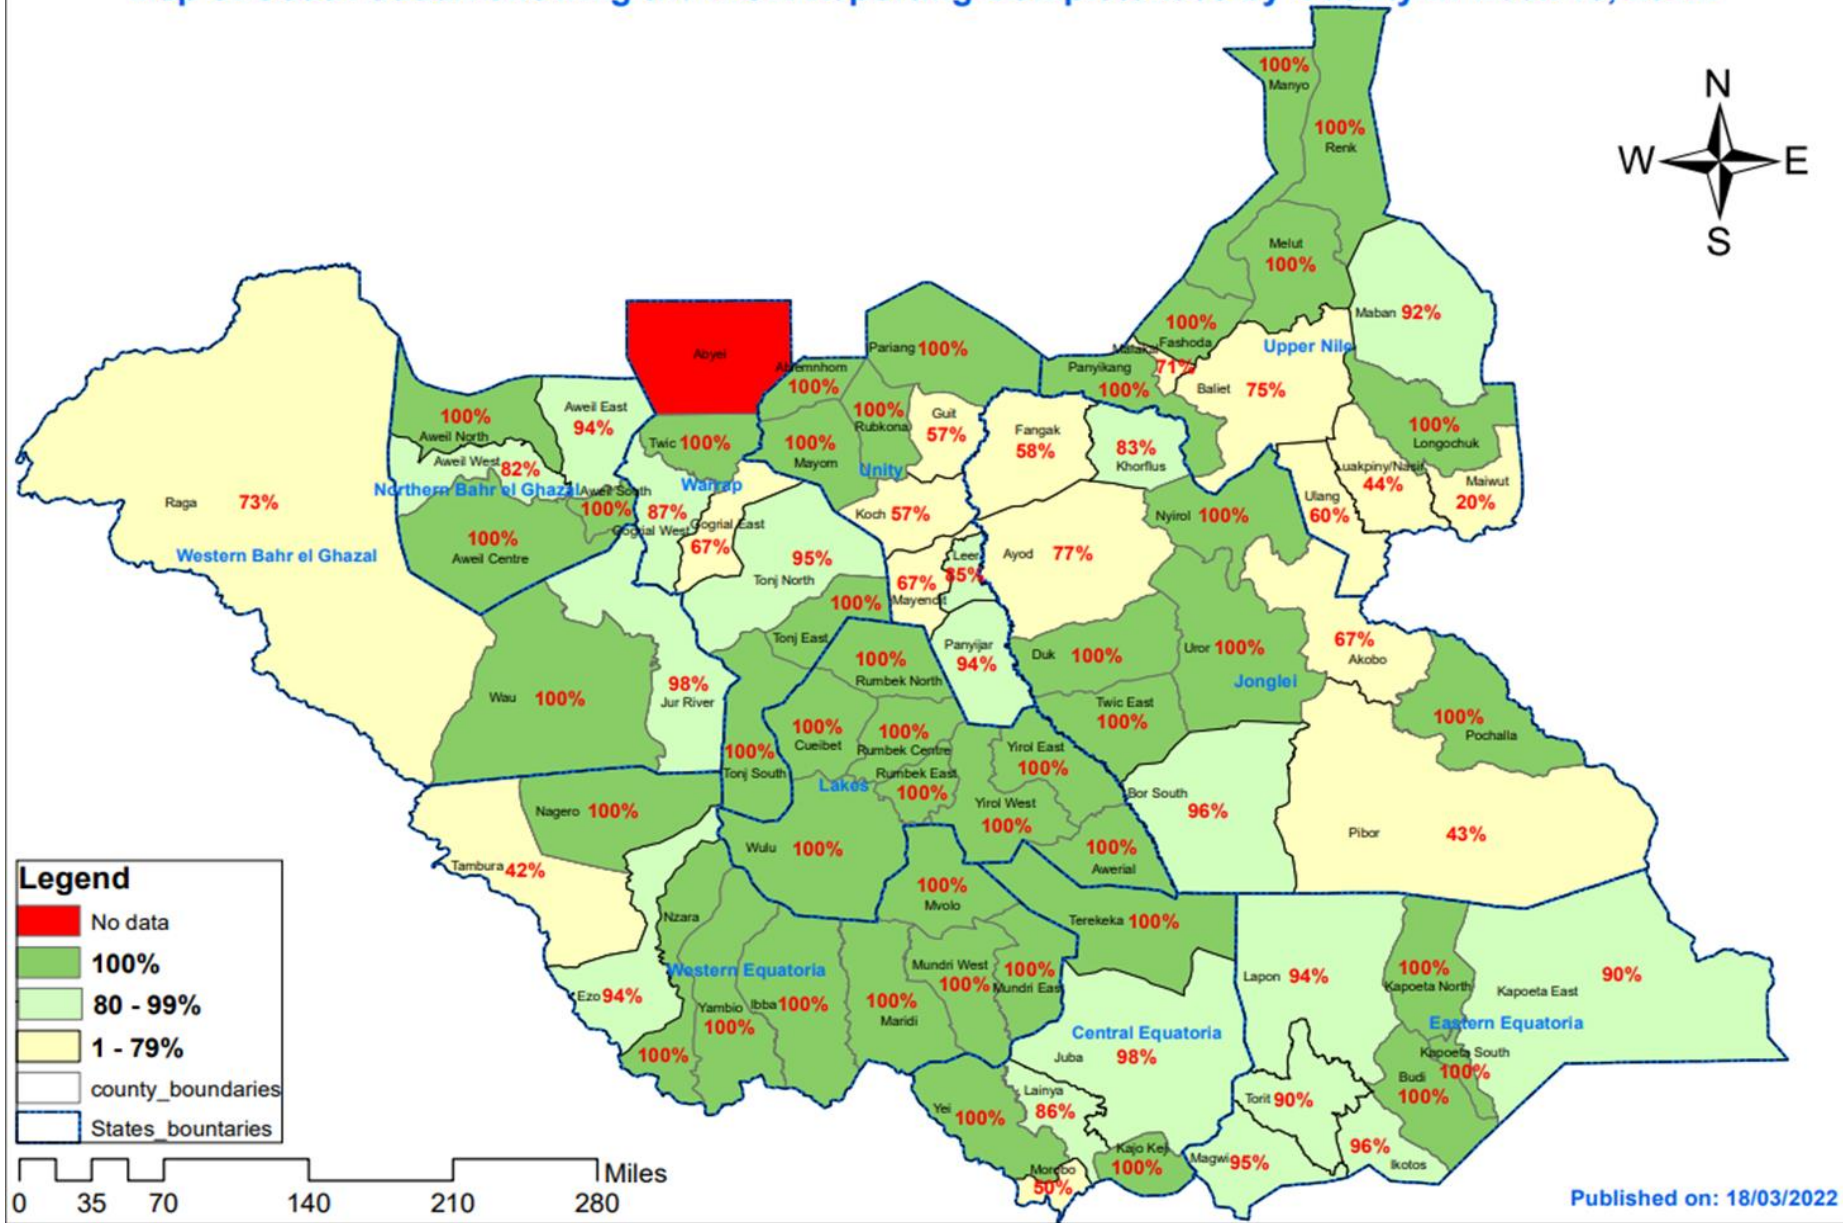 100%
Manyo
100%
Renk
N
W E
S
Melut
100%
Maban 92%
100%
Fashoda
Malakal
71%
Upper Nile
Panyikang
100%
Baliet 75%
100%
Longochuk
Luakpiny/Nasir
44%
Maiwut
20%
Ulang
60%
Abyei
Abiemnhom
100%
Pariang 100%
100%
Rubkona
Guit
57%
100%
Mayom
Unity
Koch 57%
67%
Mayendit
Leer
85%
Panyijar
94%
Fangak
58%
83%
Khorflus
Nyirol 100%
Ayod 77%
Duk 100%
Uror 100%
67%
Akobo
Jonglei
Twic East
100%
100%
Pochalla
Bor South
96%
Pibor 43%
100%
Aweil North
Aweil East
94%
Aweil West 82%
Northern Bahr el Ghazal
Aweil South
100%
100%
Aweil Centre
Raga 73%
Western Bahr el Ghazal
Wau 100%
98%
Jur River
Twic 100%
Warrap
87%
Gogrial West
Gogrial East
67%
95%
Tonj North
100%
Tonj East
100%
Tonj South
100%
Rumbek North
100%
Cueibet
100%
Rumbek Centre
Rumbek East
100%
Lakes
Yirol East
100%
Yirol West
100%
100%
Awerial
Wulu 100%
Nagero 100%
Tambura 42%
Nzara
100%
Ezo 94%
Western Equatoria
Yambio
100%
Ibba 100%
100%
Maridi
100%
Mvolo
Mundri West
100%
100%
Mundri East
Terekeka 100%
Central Equatoria
Juba 98%
Lainya
86%
Yei 100%
Morobo
50%
Kajo Keji
100%
Lapon 94%
100%
Kapoeta North
Kapoeta East 90%
Eastern Equatoria
Kapoeta South
100%
Budi
100%
Torit 90%
Magwi 95%
96%
Ikotos
Legend
No data
100%
80 - 99%
1 - 79%
county_boundaries
States_bountaries
Miles
0 35 70 140 210 280
Published on: 18/03/2022